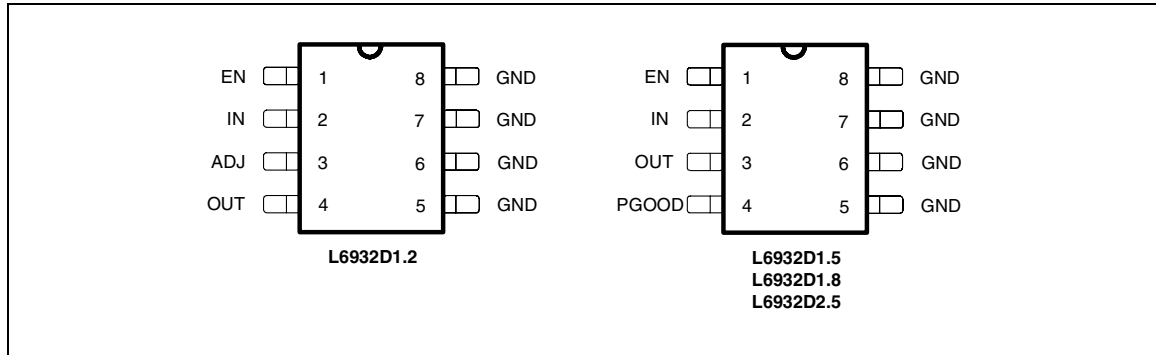 EN 1 8 GND
IN 2 7 GND
ADJ 3 6 GND
OUT 4 5 GND
L6932D1.2
EN 1 8 GND
IN 2 7 GND
OUT 3 6 GND
PGOOD 4 5 GND
L6932D1.5
L6932D1.8
L6932D2.5